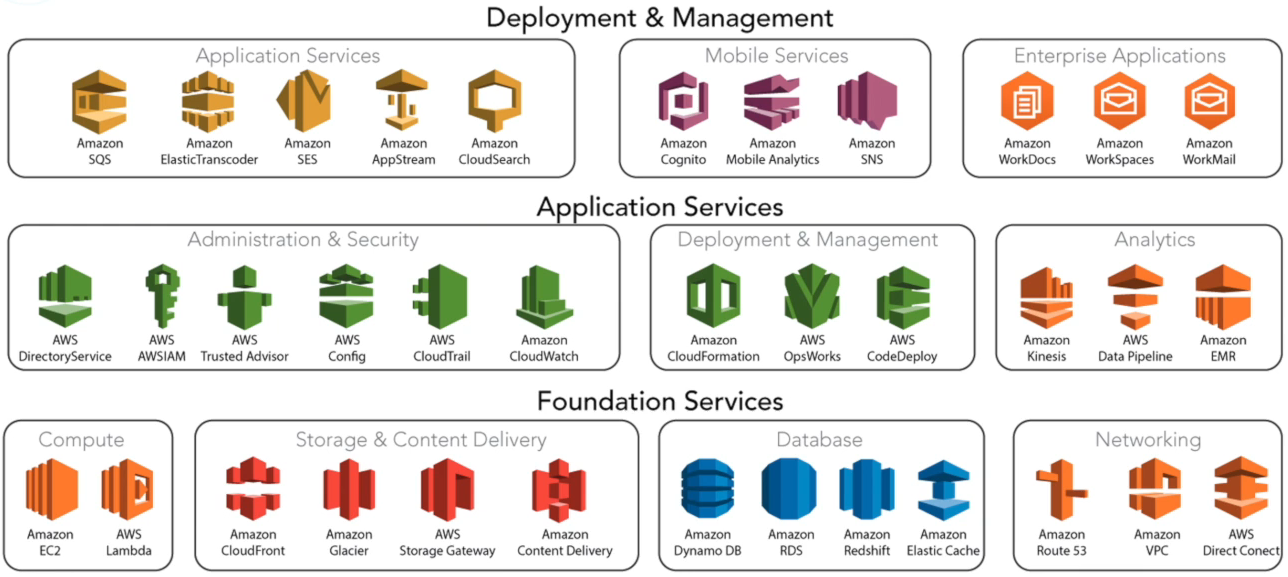 Deployment & Management
Application Services
Amazon
SQS
Amazon
ElasticTranscoder
Amazon
SES
Amazon
AppStream
Amazon
CloudSearch
Mobile Services
Amazon
Cognito
Amazon
Mobile Analytics
Amazon
SNS
Enterprise Applications
Amazon
WorkDocs
Amazon
WorkSpaces
Amazon
WorkMail
Application Services
Administration & Security
AWS
DirectoryService
AWS
AWSIAM
AWS
Trusted Advisor
AWS
Config
AWS
CloudTrail
Amazon
CloudWatch
Deployment & Management
Amazon
CloudFormation
AWS
OpsWorks
AWS
CodeDeploy
Analytics
Amazon
Kinesis
AWS
Data Pipeline
Amazon
EMR
Foundation Services
Compute
Amazon
EC2
AWS
Lambda
Storage & Content Delivery
Amazon
CloudFront
Amazon
Glacier
AWS
Storage Gateway
Amazon
Content Delivery
Database
Amazon
Dynamo DB
Amazon
RDS
Amazon
Redshift
Amazon
Elastic Cache
Networking
Amazon
Route 53
Amazon
VPC
AWS
Direct Conect